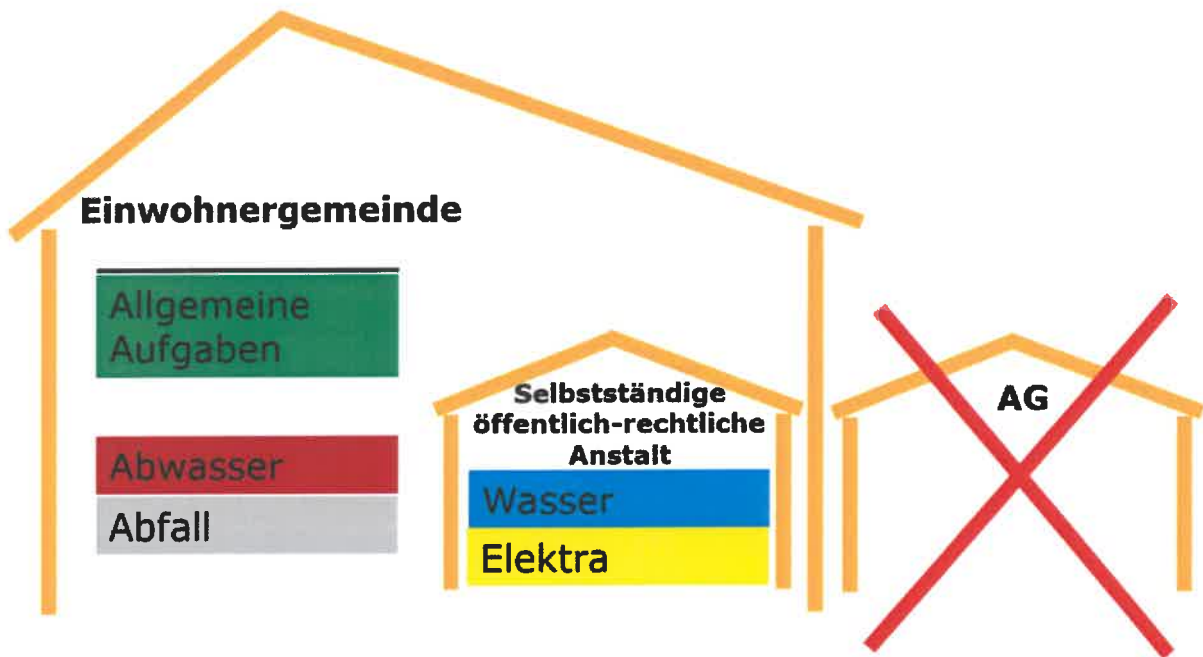 Einwohnergemeinde
Allgemeine
Aufgaben
Abwasser
Abfall
Selbstständige
öffentlich-rechtliche
Anstalt
Wasser
Elektra
AG